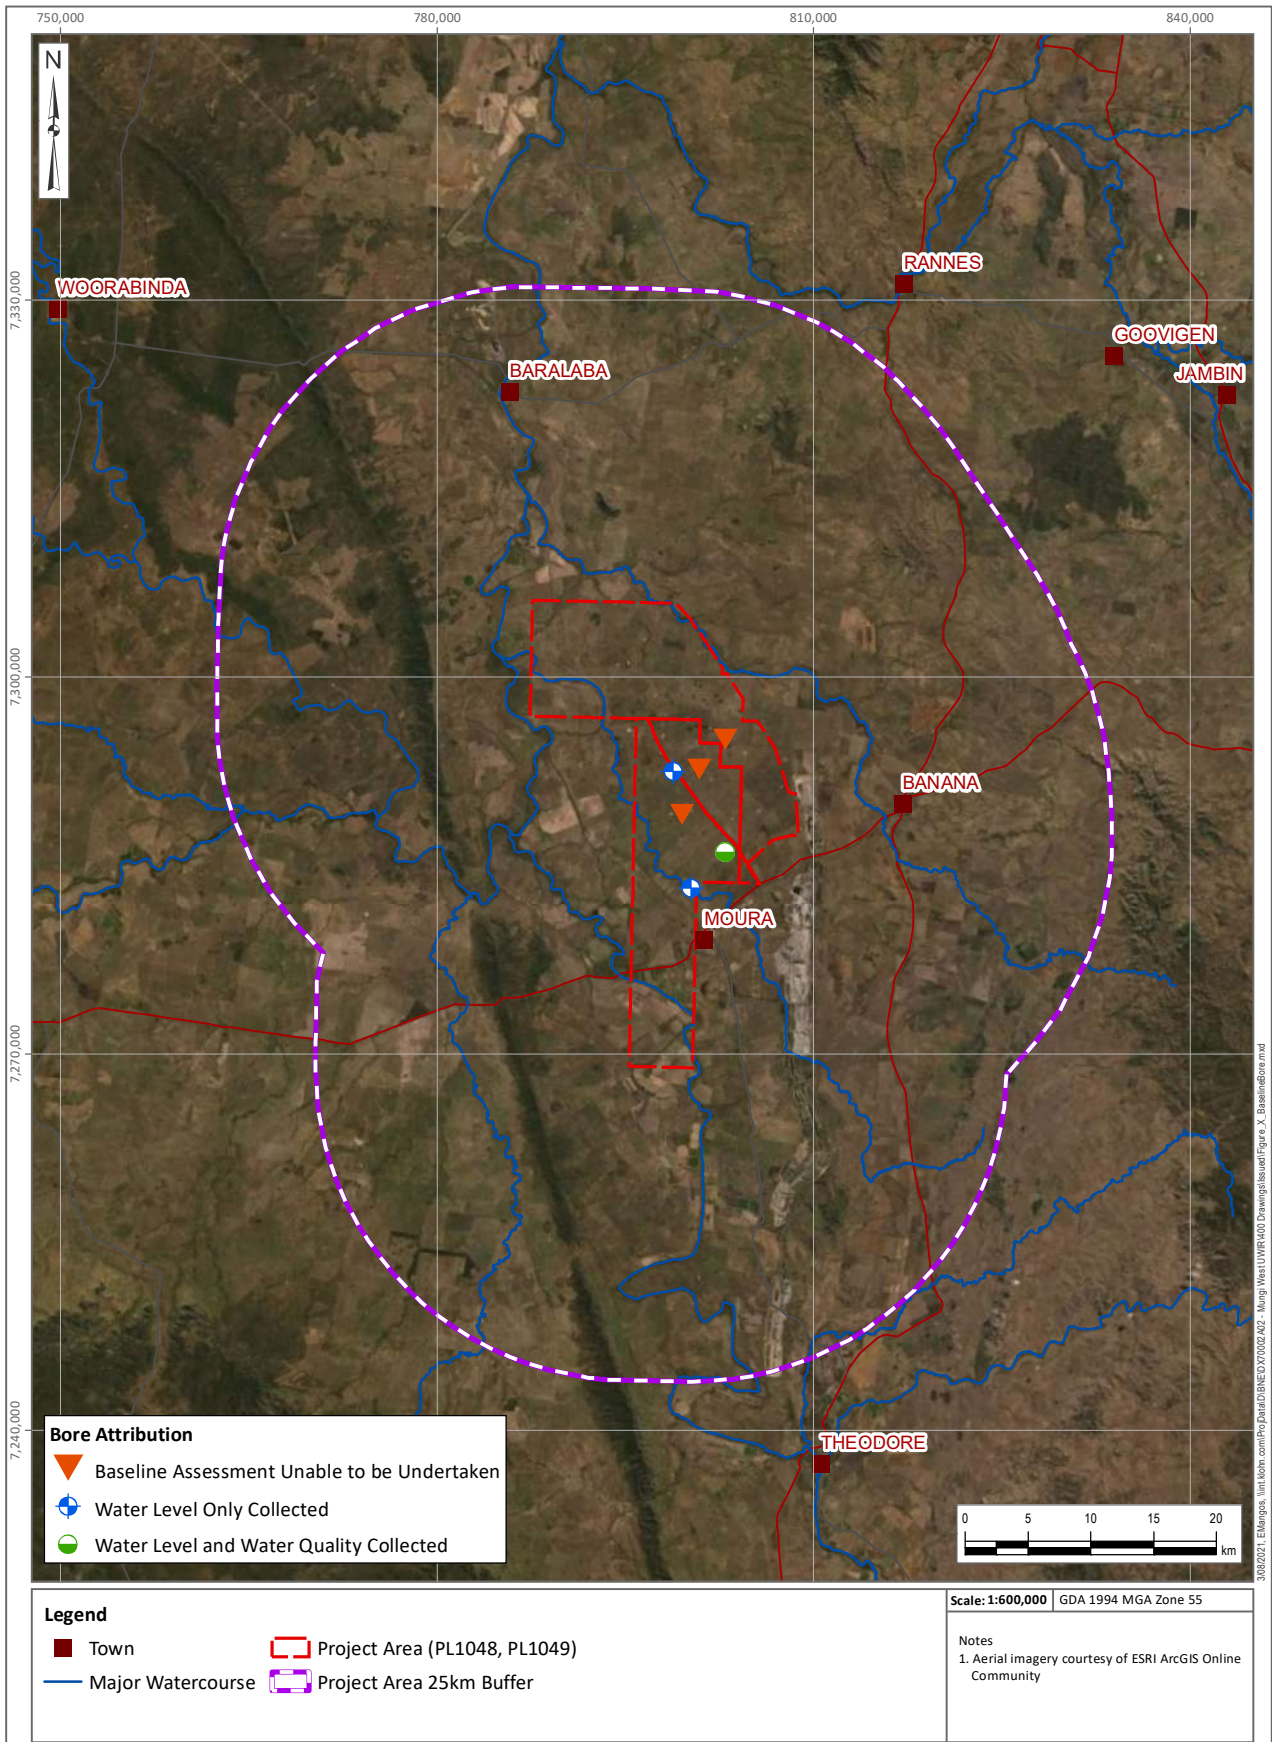 750,000
780,000
810,000
840,000
N
7,330,000
7,300,000
7,270,000
7,240,000
WOORABINDA
RANNES
GOOVIGEN
JAMBIN
BARALABA
BANANA
MOURA
THEODORE
Bore Attribution
Baseline Assessment Unable to be Undertaken
Water Level Only Collected
Water Level and Water Quality Collected
0 5 10 15 20
km
Legend
Town
Major Watercourse
Project Area (PL1048, PL1049)
Project Area 25km Buffer
Scale: 1:600,000
GDA 1994 MGA Zone 55
Notes
1. Aerial imagery courtesy of ESRI ArcGIS Online
Community